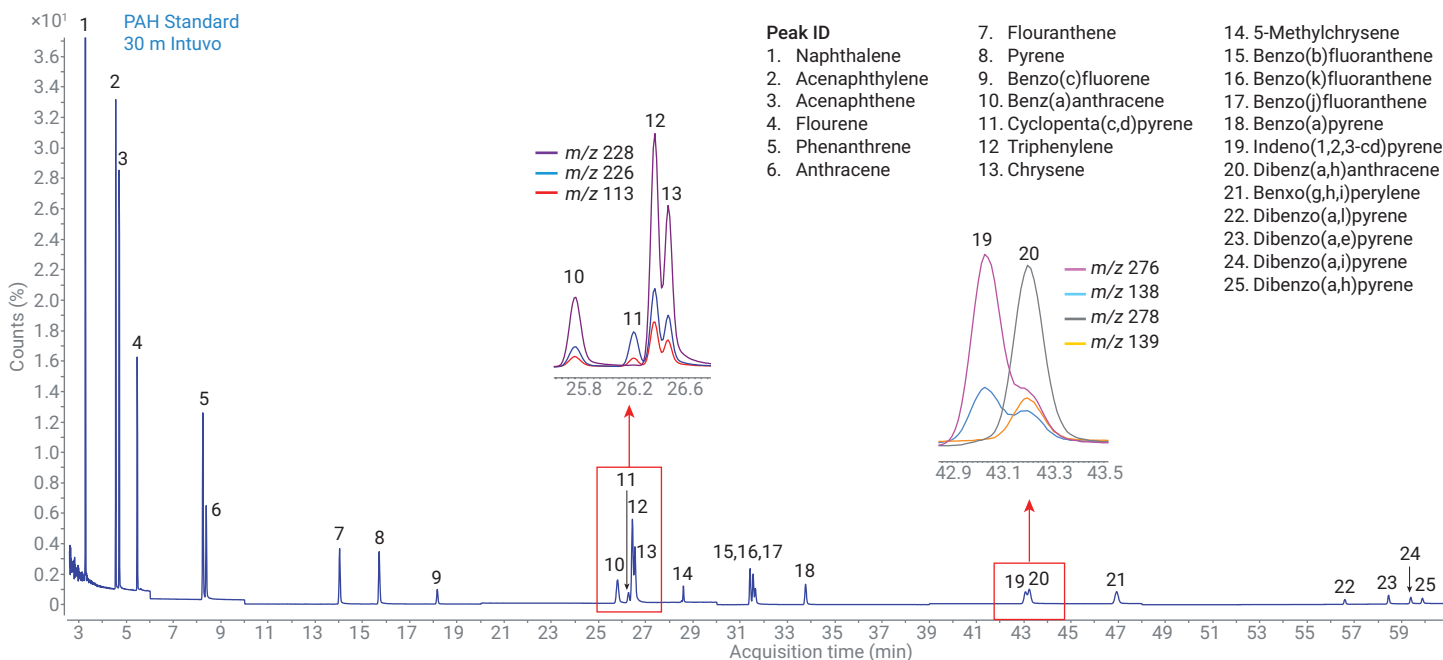 ×10¹
PAH Standard
30 m Intuvo
Counts (%)
3.6
3.4
3.2
3.0
2.8
2.6
2.4
2.2
2.0
1.8
1.6
1.4
1.2
1.0
0.8
0.6
0.4
0.2
0
1
2
3
4
5
6
7
8
9
10
11
12
13
14
15,16,17
18
19
20
21
22
23
24
25
m/z 228
m/z 226
m/z 113
10
11
12
13
25.8 26.2 26.6
19
20
m/z 276
m/z 138
m/z 278
m/z 139
42.9 43.1 43.3 43.5
Peak ID
1. Naphthalene
2. Acenaphthylene
3. Acenaphthene
4. Flourene
5. Phenanthrene
6. Anthracene
7. Flouranthene
8. Pyrene
9. Benzo(c)fluorene
10. Benz(a)anthracene
11. Cyclopenta(c,d)pyrene
12 Triphenylene
13. Chrysene
14. 5-Methylchrysene
15. Benzo(b)fluoranthene
16. Benzo(k)fluoranthene
17. Benzo(j)fluoranthene
18. Benzo(a)pyrene
19. Indeno(1,2,3-cd)pyrene
20. Dibenz(a,h)anthracene
21. Benxo(g,h,i)perylene
22. Dibenzo(a,l)pyrene
23. Dibenzo(a,e)pyrene
24. Dibenzo(a,i)pyrene
25. Dibenzo(a,h)pyrene
3 5 7 9 11 13 15 17 19 21 23 25 27 29 31 33 35 37 39 41 43 45 47 49 51 53 55 57 59
Acquisition time (min)